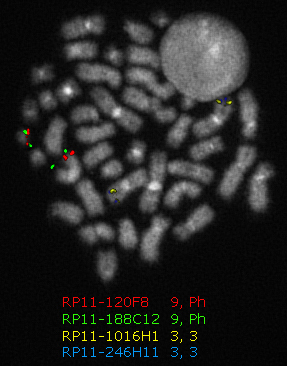 RP11-120F8 9, Ph
RP11-188C12 9, Ph
RP11-1016H1 3, 3
RP11-246H11 3, 3